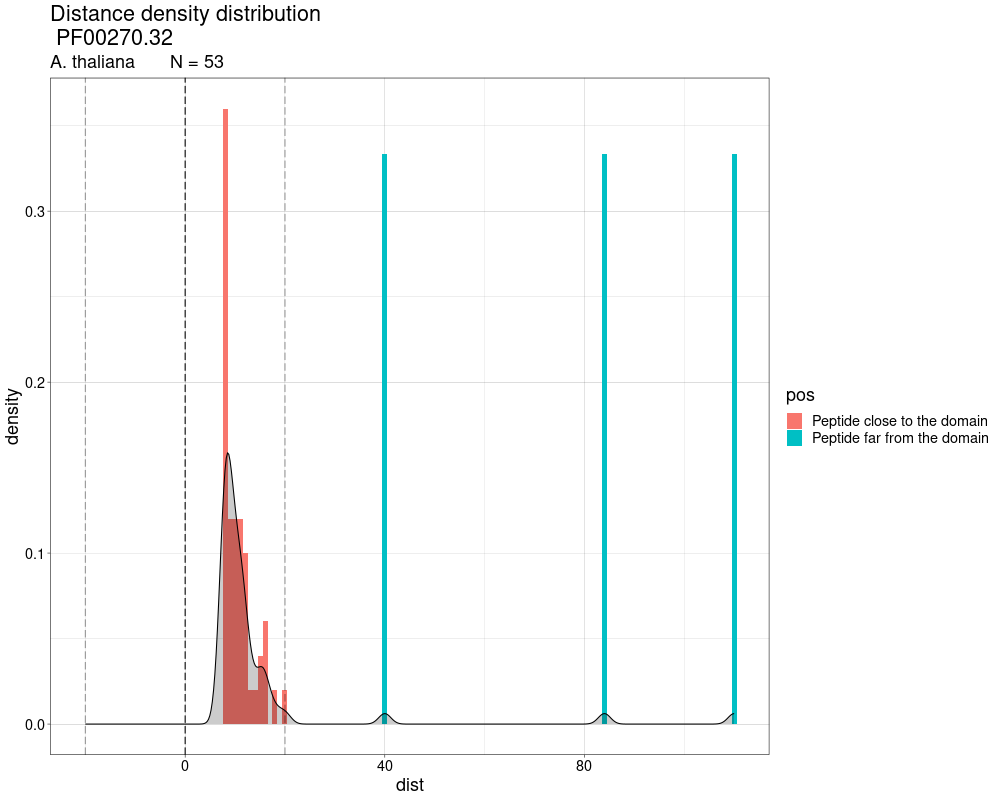 Distance density distribution
PF00270.32
A. thaliana N = 53
0.3
0.2
0.1
0.0
density
0 40 80
dist
pos
Peptide close to the domain
Peptide far from the domain